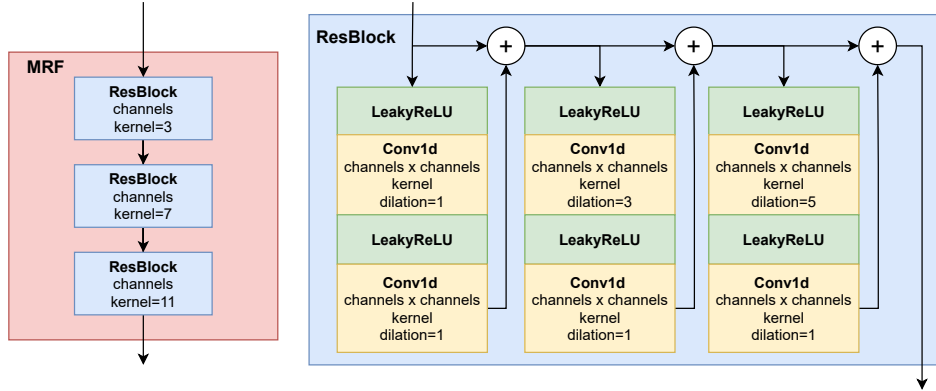 MRF
ResBlock
channels
kernel=3
ResBlock
channels
kernel=7
ResBlock
channels
kernel=11
ResBlock
+
+
+
LeakyReLU
Conv1d
channels x channels
kernel
dilation=1
LeakyReLU
Conv1d
channels x channels
kernel
dilation=1
LeakyReLU
Conv1d
channels x channels
kernel
dilation=3
LeakyReLU
Conv1d
channels x channels
kernel
dilation=1
LeakyReLU
Conv1d
channels x channels
kernel
dilation=5
LeakyReLU
Conv1d
channels x channels
kernel
dilation=1